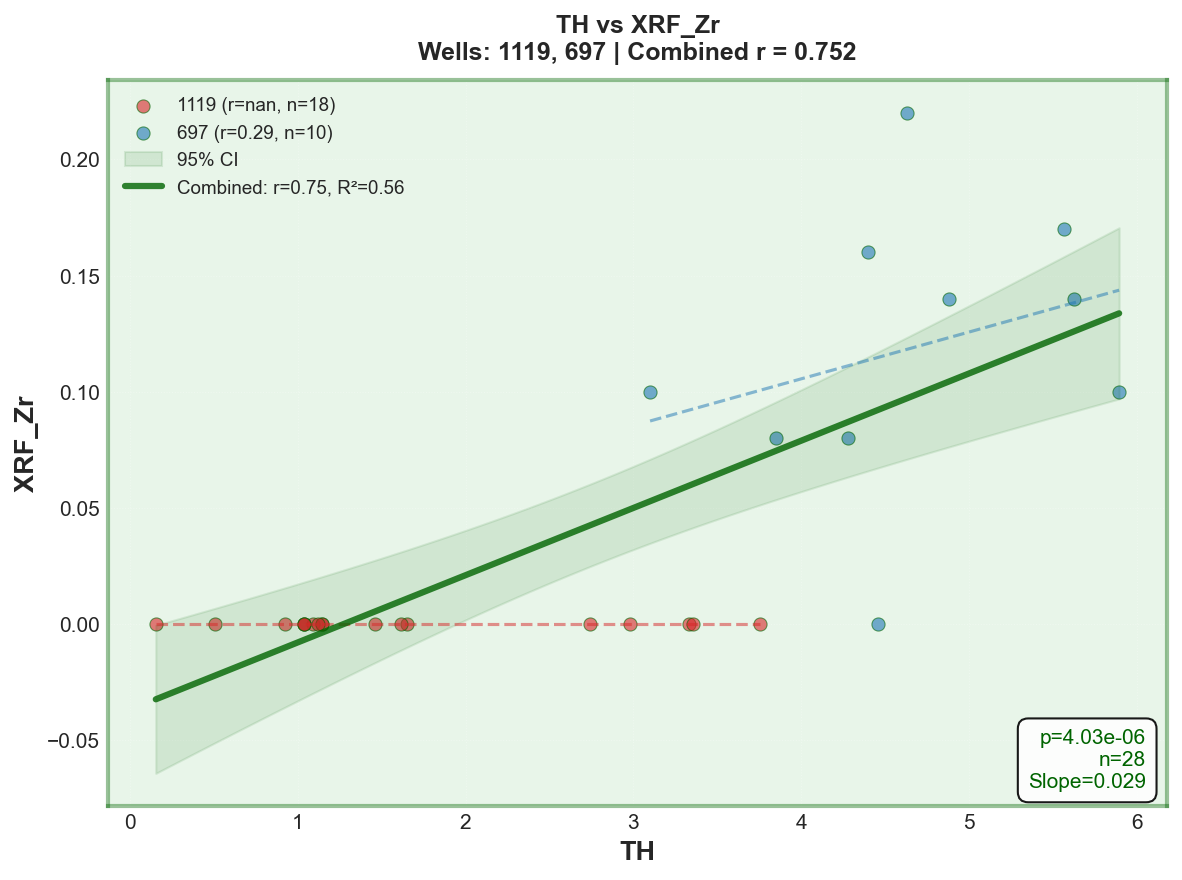 TH vs XRF_Zr
Wells: 1119, 697 | Combined r = 0.752
1119 (r=nan, n=18)
697 (r=0.29, n=10)
95% CI
Combined: r=0.75, R²=0.56
XRF_Zr
0.20
0.15
0.10
0.05
0.00
−0.05
p=4.03e-06
n=28
Slope=0.029
0 1 2 3 4 5 6
TH